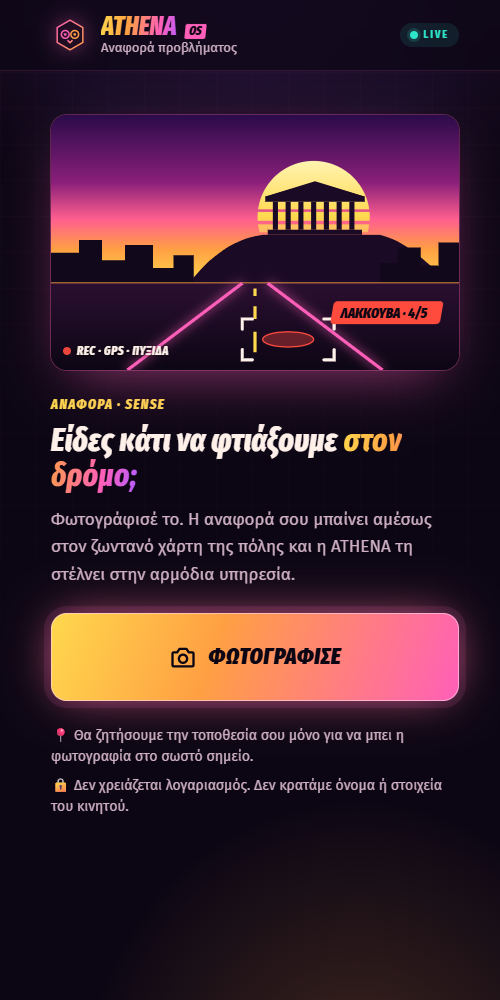 ATHENA OS
Αναφορά προβλήματος
LIVE
ΛΑΚΚΟΥΒΑ · 4/5
REC · GPS · ΠΥΞΙΔΑ
ΑΝΑΦΟΡΑ · SENSE
Είδες κάτι να φτιάξουμε στον
δρόμο;
Φωτογράφισέ το. Η αναφορά σου μπαίνει αμέσως
στον ζωντανό χάρτη της πόλης και η ATHENA τη
στέλνει στην αρμόδια υπηρεσία.
ΦΩΤΟΓΡΑΦΙΣΕ
Θα ζητήσουμε την τοποθεσία σου μόνο για να μπει η
φωτογραφία στο σωστό σημείο.
Δεν χρειάζεται λογαριασμός. Δεν κρατάμε όνομα ή στοιχεία
του κινητού.